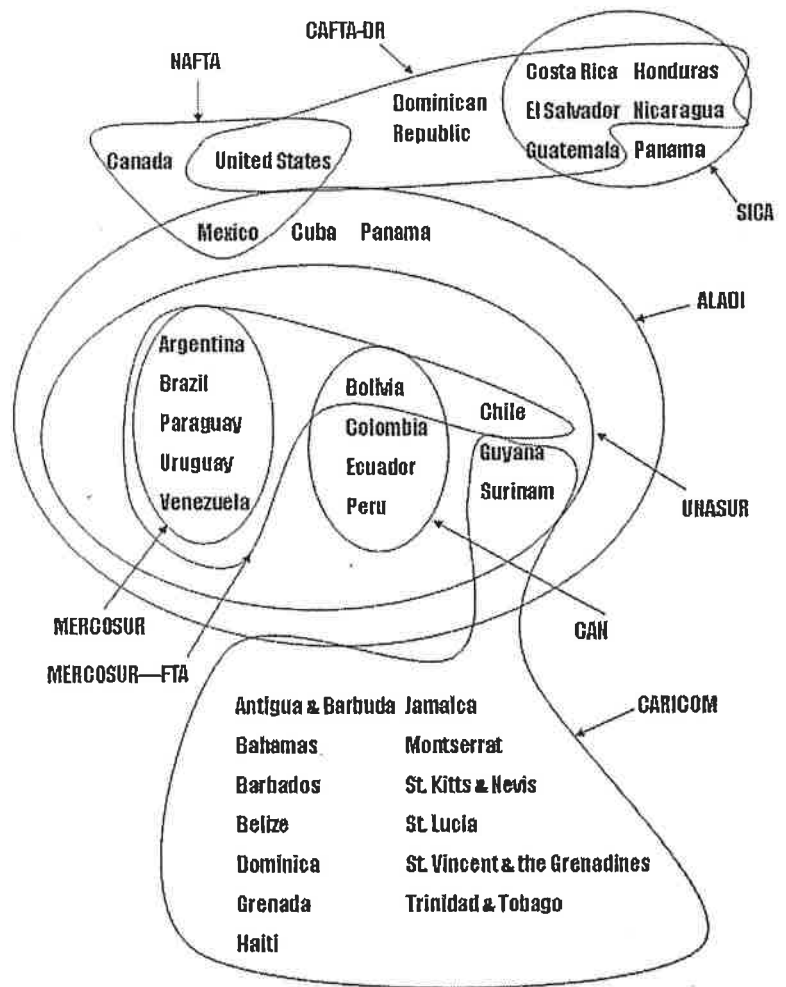 CAFTA-DR
NAFTA
Costa Rica Honduras
Dominican
El Salvador Nicaragua
Republic
Canada United States
Guatemala Panama
SICA
Mexico Cuba Panama
ALADI
Argentina
Bolivia
Brazil
Chile
Paraguay
Colombia
Guyana
Uruguay
Ecuador
Surinam
Venezuela
Peru
UNASUR
MERCOSUR
CAN
MERCOSUR—FTA
Antigua & Barbuda Jamaica
CARICOM
Bahamas Montserrat
Barbados St. Kitts & Nevis
Belize St. Lucia
Dominica St. Vincent & the Grenadines
Grenada Trinidad & Tobago
Haiti